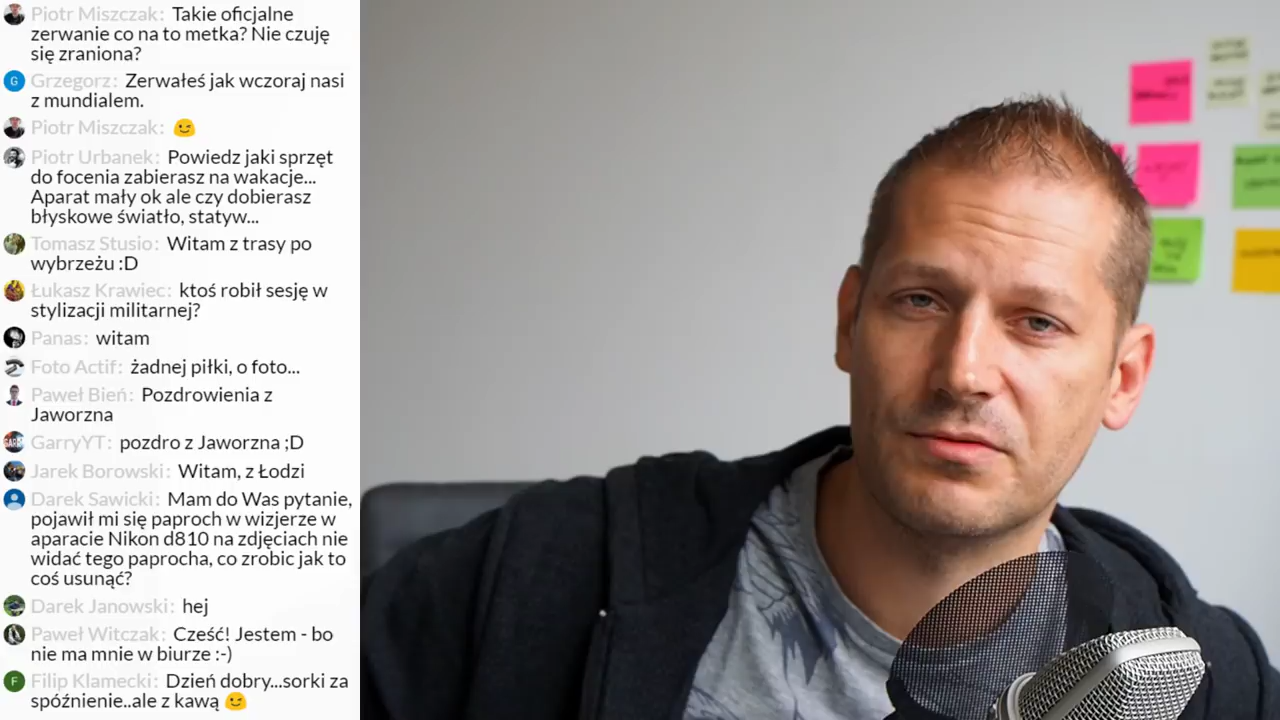 Piotr Miszczak: Takie oficjalne
zerwanie co na to metka? Nie czuję
się zraniona?
G Grzegorz: Zerwałeś jak wczoraj nasi
z mundialem.
Piotr Miszczak: 😉
Piotr Urbanek: Powiedz jaki sprzęt
do focenia zabierasz na wakacje...
Aparat mały ok ale czy dobierasz
błyskowe światło, statyw...
Tomasz Stusio: Witam z trasy po
wybrzeżu :D
Łukasz Krawiec: ktoś robił sesję w
stylizacji militarnej?
Panas: witam
Foto Actif: żadnej piłki, o foto...
Paweł Bień: Pozdrowienia z
Jaworzna
GarryYT: pozdro z Jaworzna ;D
Jarek Borowski: Witam, z Łodzi
Darek Sawicki: Mam do Was pytanie,
pojawił mi się paproch w wizjerze w
aparacie Nikon d810 na zdjęciach nie
widać tego paprocha, co zrobic jak to
coś usunąć?
Darek Janowski: hej
Paweł Witczak: Cześć! Jestem - bo
nie ma mnie w biurze :-)
F Filip Klamecki: Dzień dobry...sorki za
spóźnienie..ale z kawą 😉